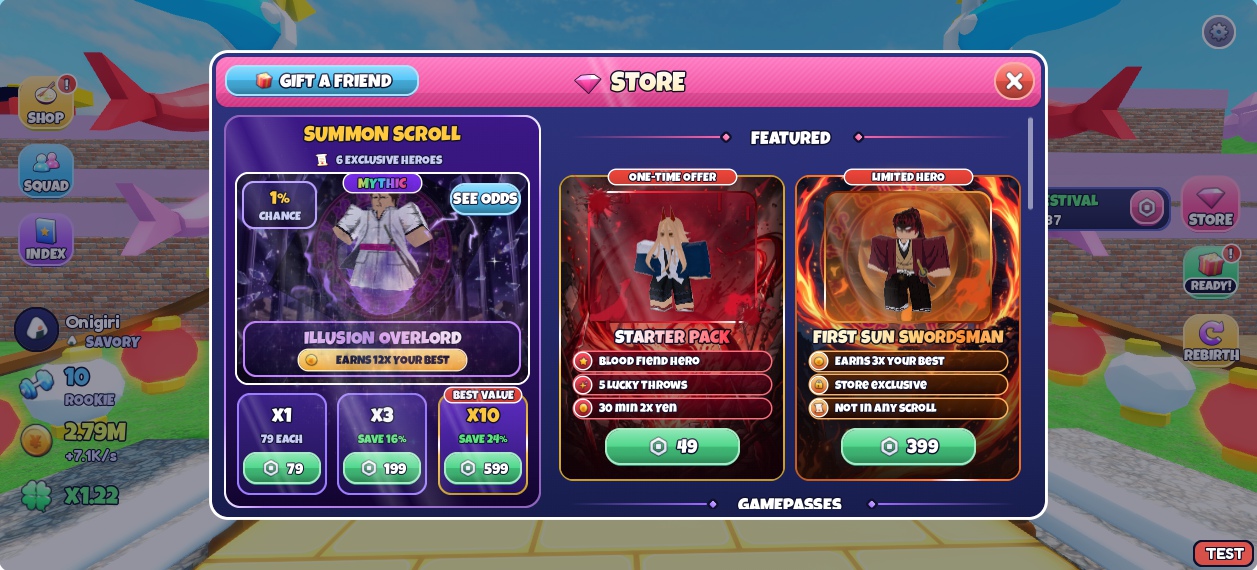 GIFT A FRIEND
STORE
SHOP
SQUAD
INDEX
Onigiri
SAVORY
10
ROOKIE
2.79M
+7.1K/s
X1.22
SUMMON SCROLL
6 EXCLUSIVE HEROES
MYTHIC
1%
CHANCE
SEE ODDS
ILLUSION OVERLORD
EARNS 12X YOUR BEST
X1
79 EACH
79
X3
SAVE 16%
199
BEST VALUE
X10
SAVE 24%
599
FEATURED
ONE-TIME OFFER
STARTER PACK
BLOOD FIEND HERO
5 LUCKY THROWS
30 MIN 2X YEN
49
LIMITED HERO
FIRST SUN SWORDSMAN
EARNS 3X YOUR BEST
STORE EXCLUSIVE
NOT IN ANY SCROLL
399
GAMEPASSES
ESTIVAL
37
STORE
READY!
REBIRTH
TEST